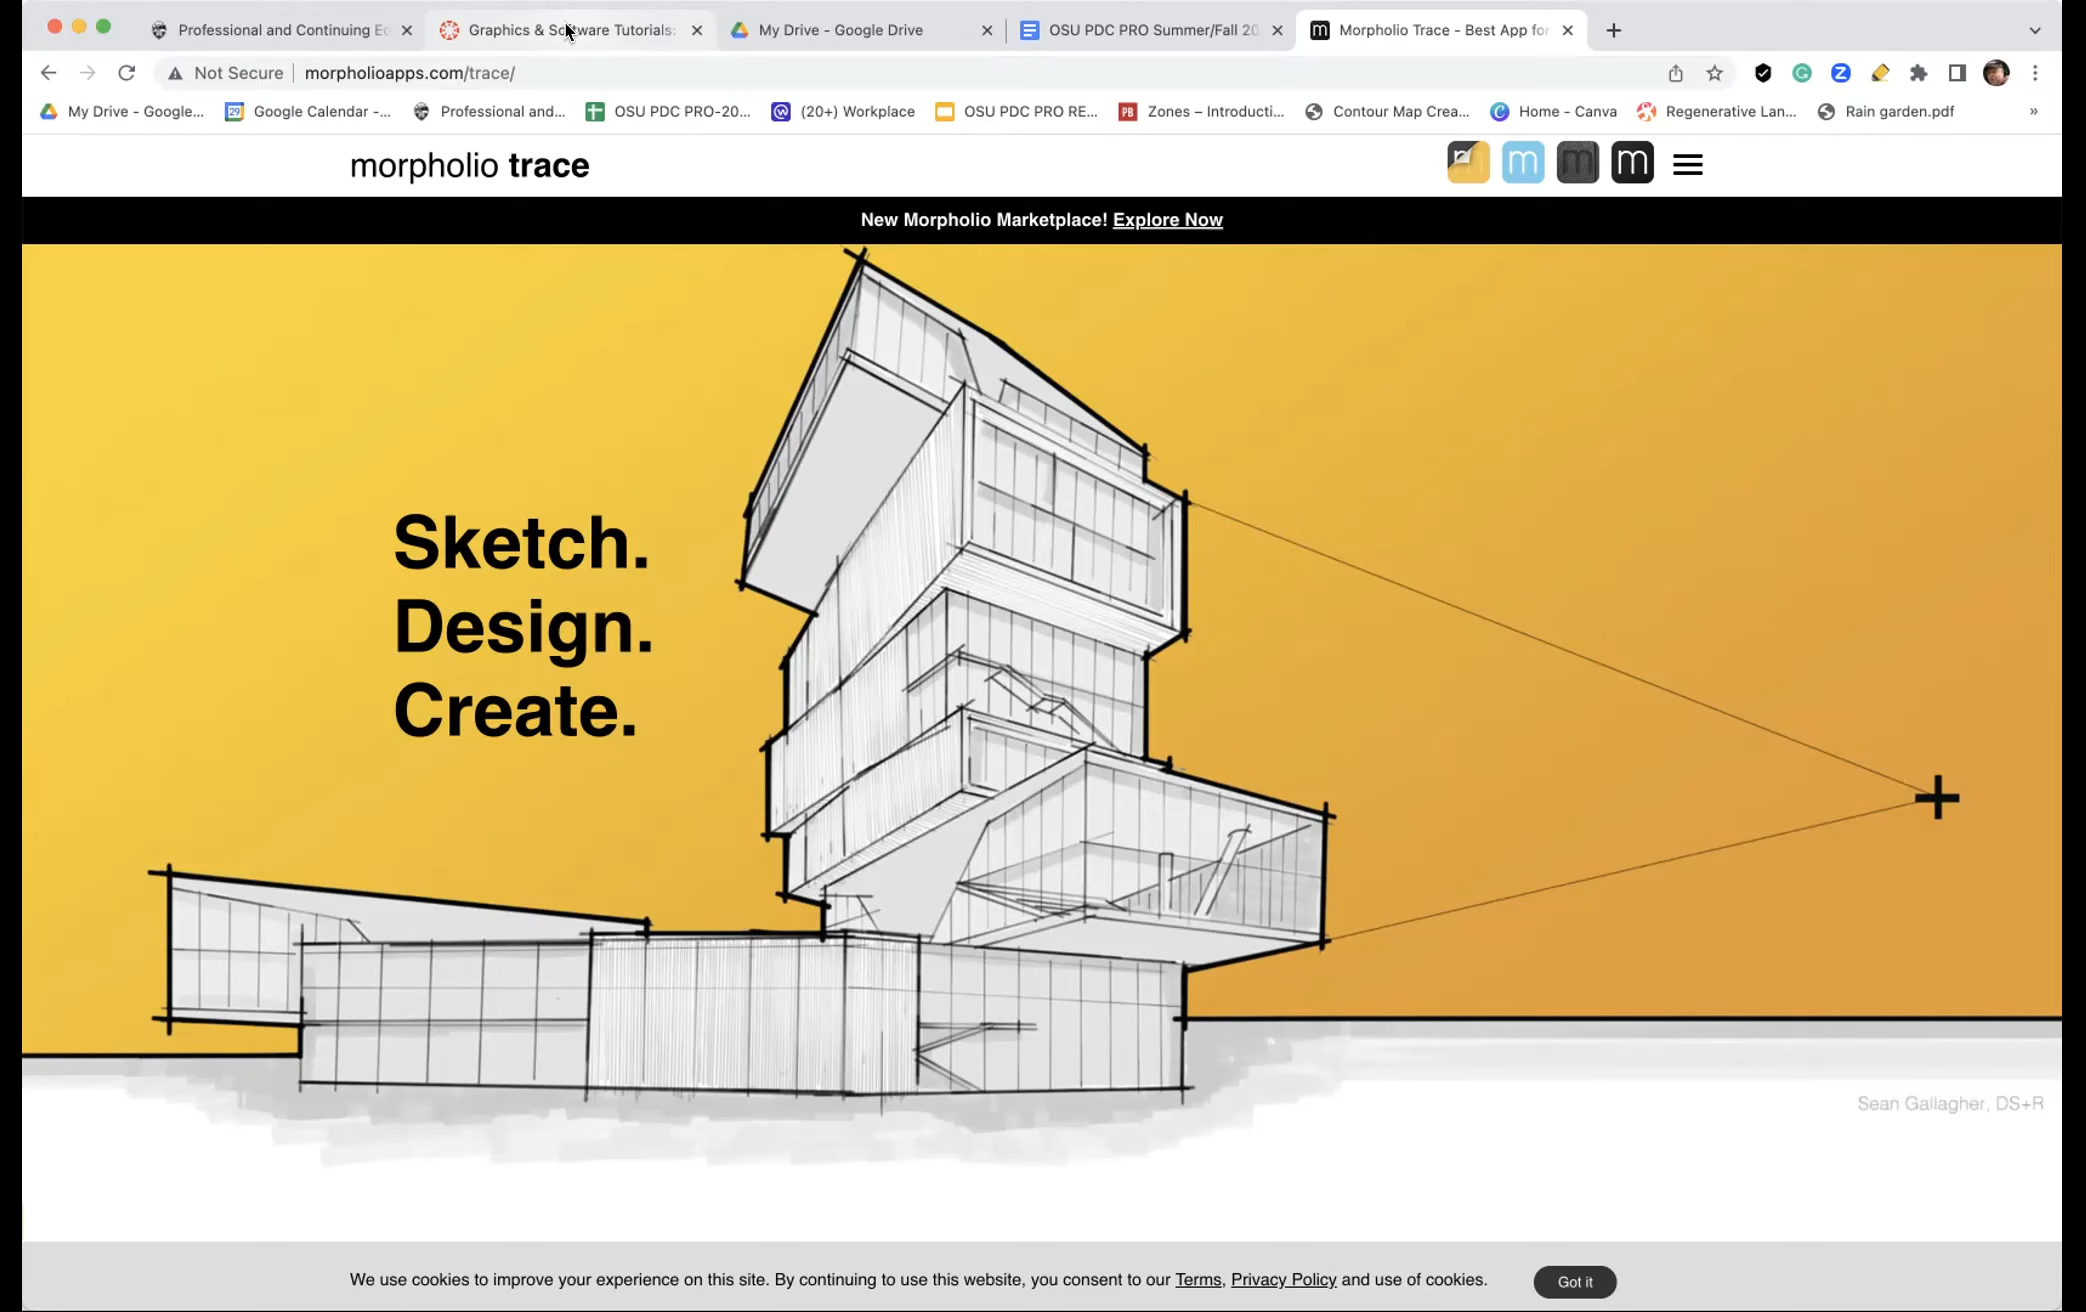 Professional and Continuing Ed
Graphics & Software Tutorials:
My Drive - Google Drive
OSU PDC PRO Summer/Fall 20
Morpholio Trace - Best App for
Not Secure
morpholioapps.com/trace/
My Drive - Google...
Google Calendar -...
Professional and...
OSU PDC PRO-20...
(20+) Workplace
OSU PDC PRO RE...
Zones – Introducti...
Contour Map Crea...
Home - Canva
Regenerative Lan...
Rain garden.pdf
»
morpholio trace
m
m
m
New Morpholio Marketplace! Explore Now
Sketch.
Design.
Create.
Sean Gallagher, DS+R
We use cookies to improve your experience on this site. By continuing to use this website, you consent to our Terms, Privacy Policy and use of cookies.
Got it